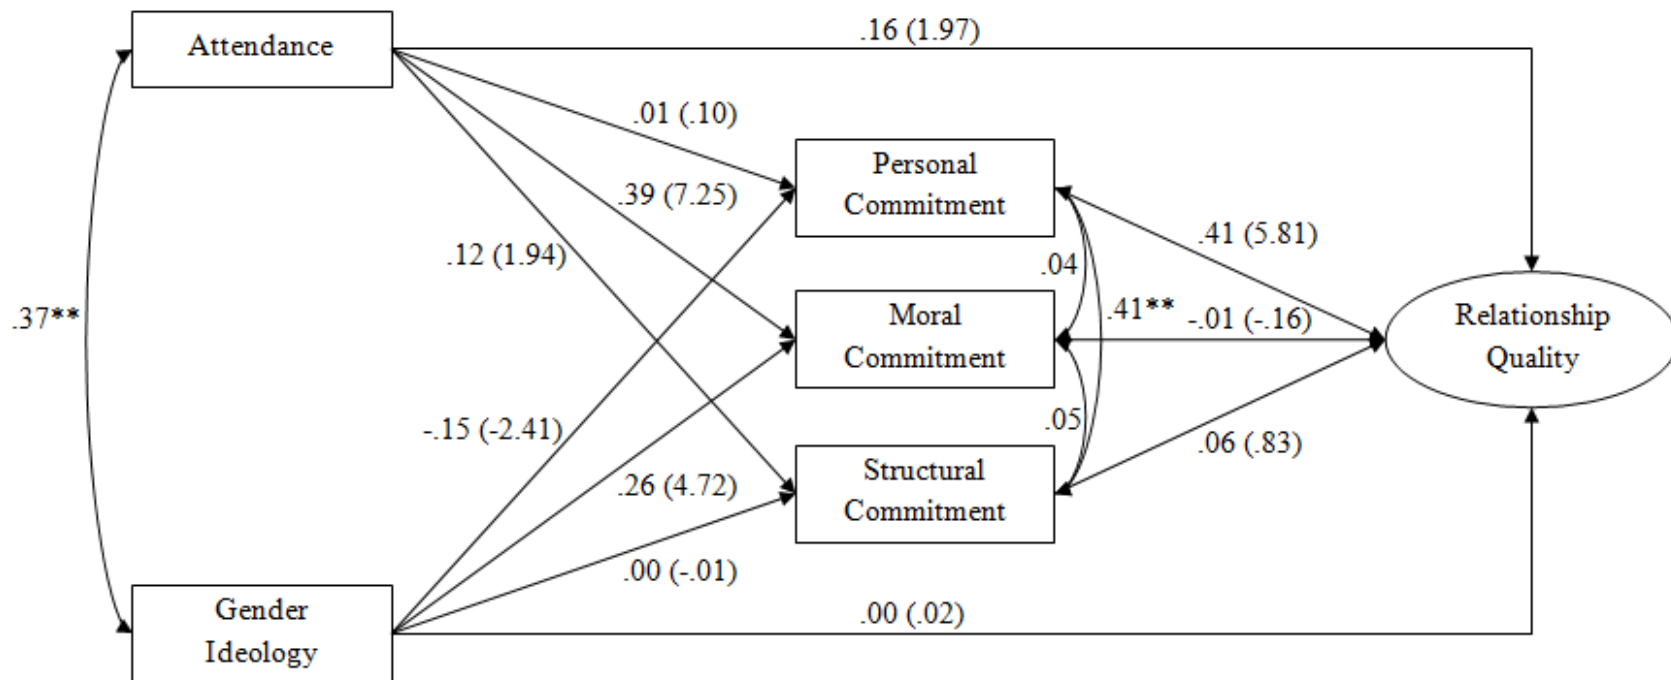 .16 (1.97)
Attendance
.01 (.10)
Personal
Commitment
.39 (7.25)
.41 (5.81)
.12 (1.94)
.04
.37**
.41**
-.01 (-.16)
Moral
Commitment
Relationship
Quality
-.15 (-2.41)
.05
.06 (.83)
.26 (4.72)
Structural
Commitment
.00 (-.01)
Gender
Ideology
.00 (.02)